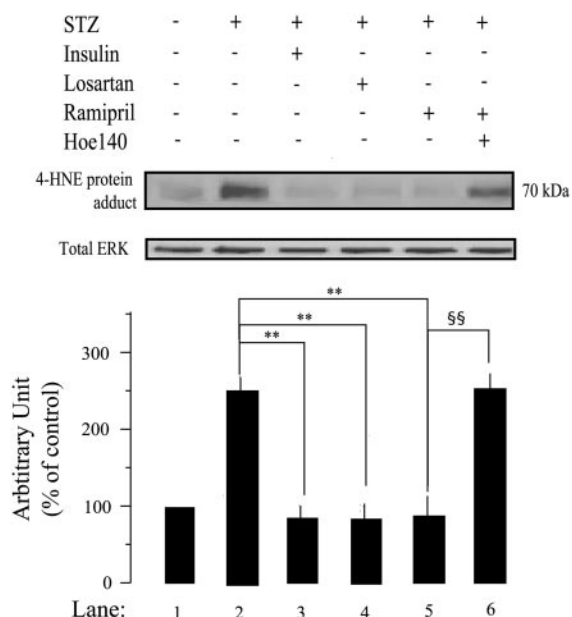 STZ - + + + + +
Insulin - - + - - -
Losartan - - - + - -
Ramipril - - - - + +
Hoe140 - - - - - +
4-HNE protein
adduct
70 kDa
Total ERK
**
**
**
§§
300
200
100
0
Arbtitrary Unit
(% of control)
Lane: 1 2 3 4 5 6